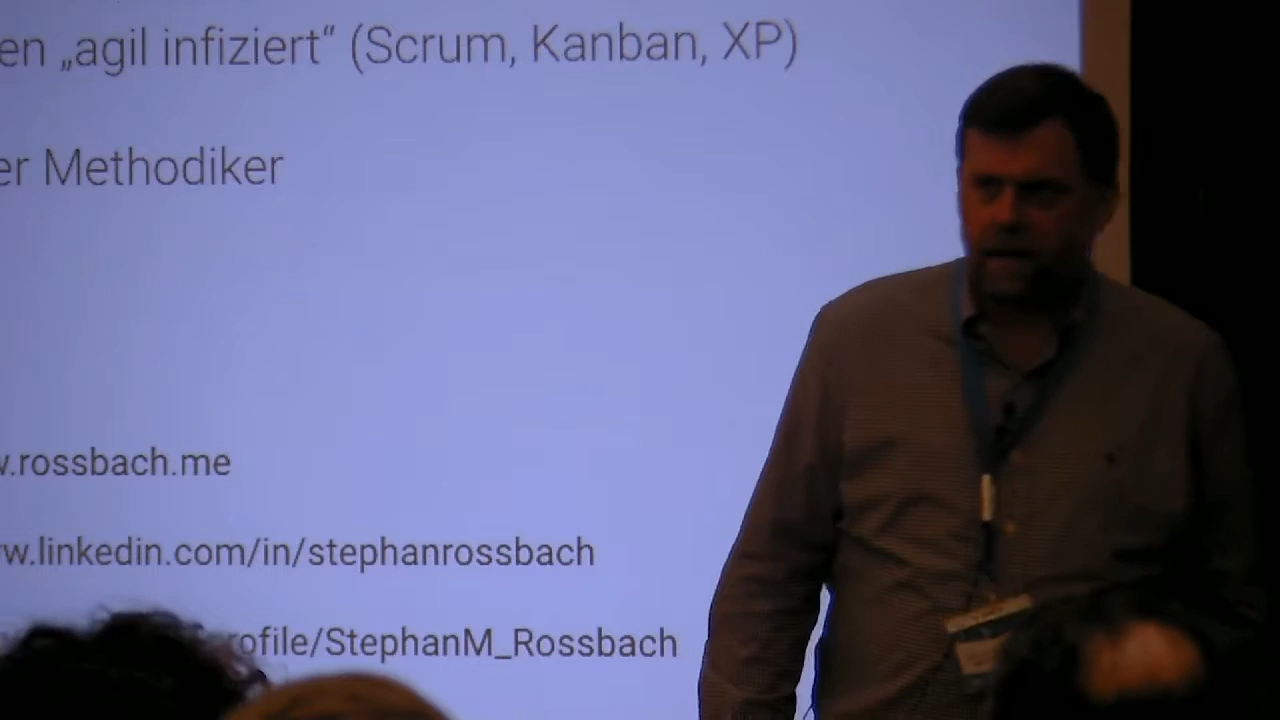 en „agil infiziert“ (Scrum, Kanban, XP)
er Methodiker
w.rossbach.me
ww.linkedin.com/in/stephanrossbach
rofile/StephanM_Rossbach